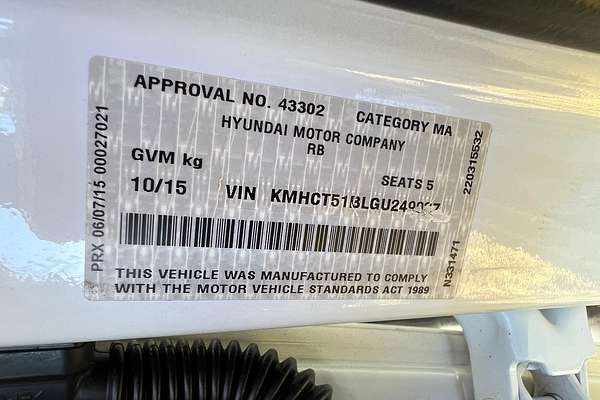 APPROVAL NO. 43302 CATEGORY MA
HYUNDAI MOTOR COMPANY
RB
GVM kg SEATS 5
10/15 VIN
THIS VEHICLE WAS MANUFACTURED TO COMPLY
WITH THE MOTOR VEHICLE STANDARDS ACT 1989
PRX 06/07/15 00027021
220315532
N331471